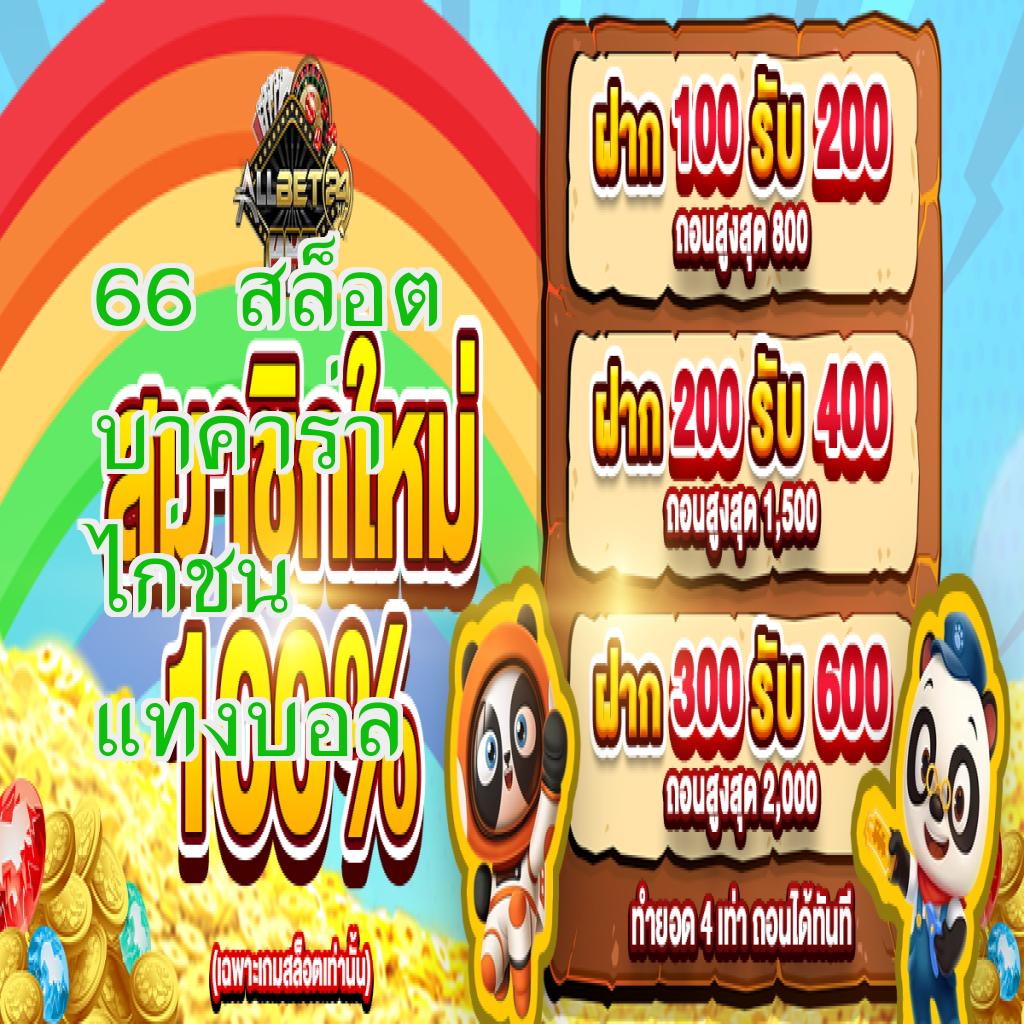 ALLBET24
66 สล็อต
สมาชิกใหม่
บาคาร่า
ไก่ชน
100%
แทงบอล
(เฉพาะเกมสล็อตเท่านั้น)
ฝาก 100 รับ 200
ถอนสูงสุด 800
ฝาก 200 รับ 400
ถอนสูงสุด 1,500
ฝาก 300 รับ 600
ถอนสูงสุด 2,000
ทำยอด 4 เท่า ถอนได้ทันที